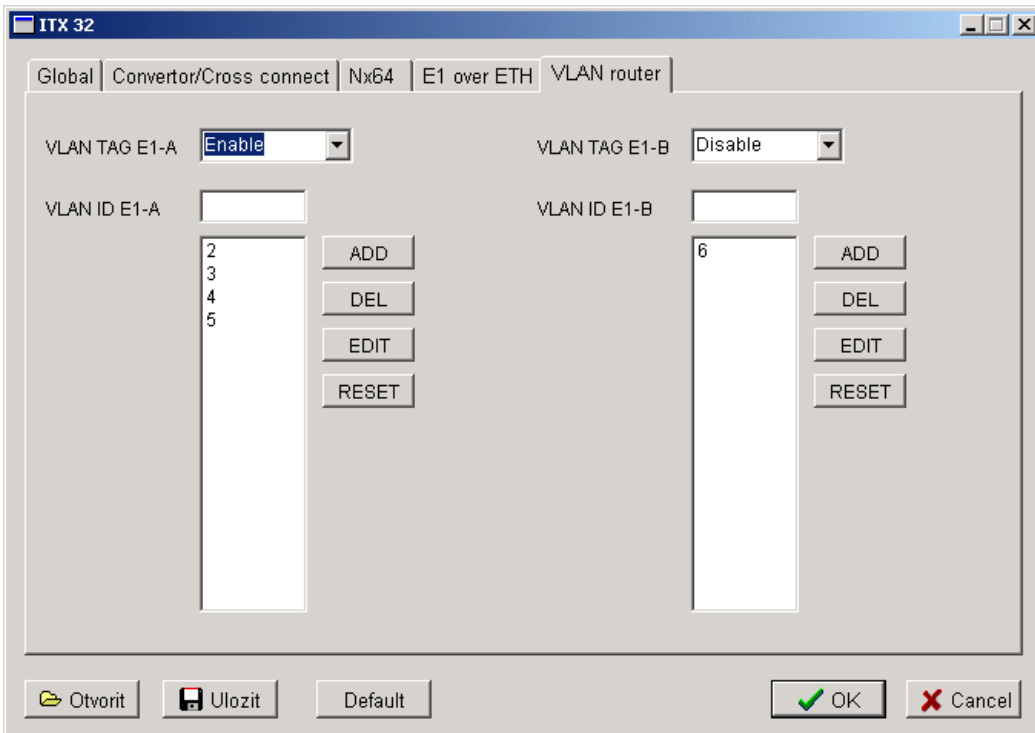 ITX 32
Global Convertor/Cross connect Nx64 E1 over ETH VLAN router
VLAN TAG E1-A Enable VLAN TAG E1-B Disable
VLAN ID E1-A VLAN ID E1-B
2 ADD 6 ADD
3
4 DEL DEL
5
EDIT EDIT
RESET RESET
Otvorit Ulozit Default OK Cancel